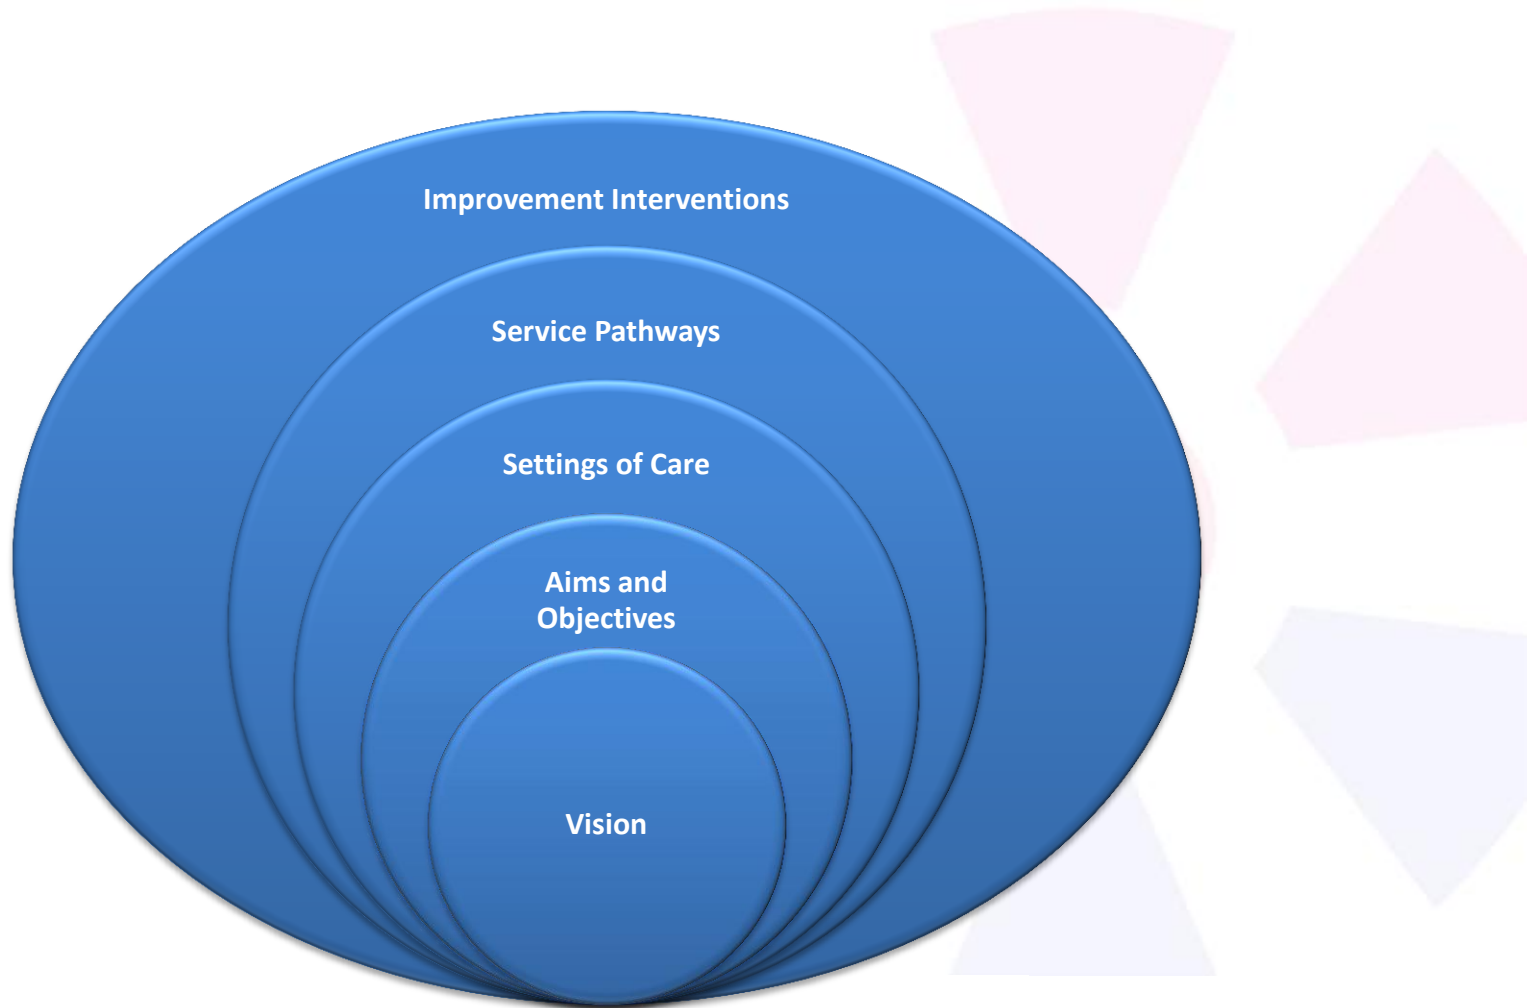 Improvement Interventions
Service Pathways
Settings of Care
Aims and
Objectives
Vision